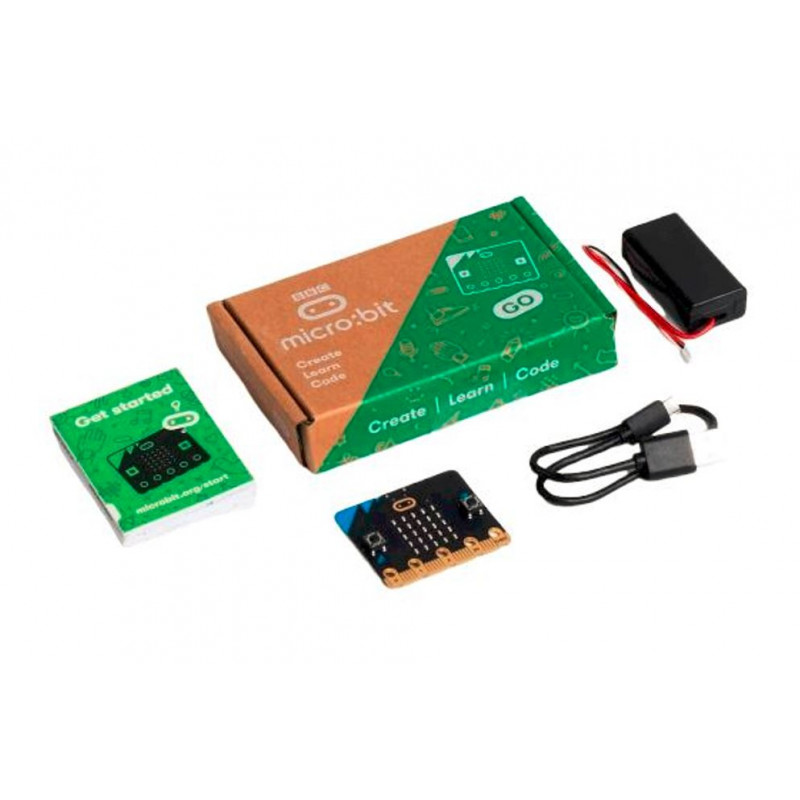 BBC
micro:bit
Create
Learn
Code
GO
Create | Learn | Code
Get started
microbit.org/start